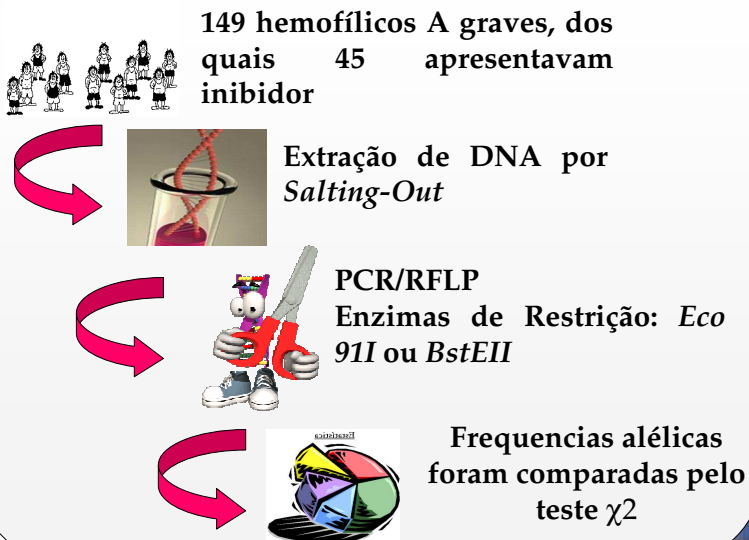 149 hemofílicos A graves, dos
quais 45 apresentavam
inibidor
Extração de DNA por
Salting-Out
PCR/RFLP
Enzimas de Restrição: Eco
91I ou BstEII
Estatística
Frequencias alélicas
foram comparadas pelo
teste χ2